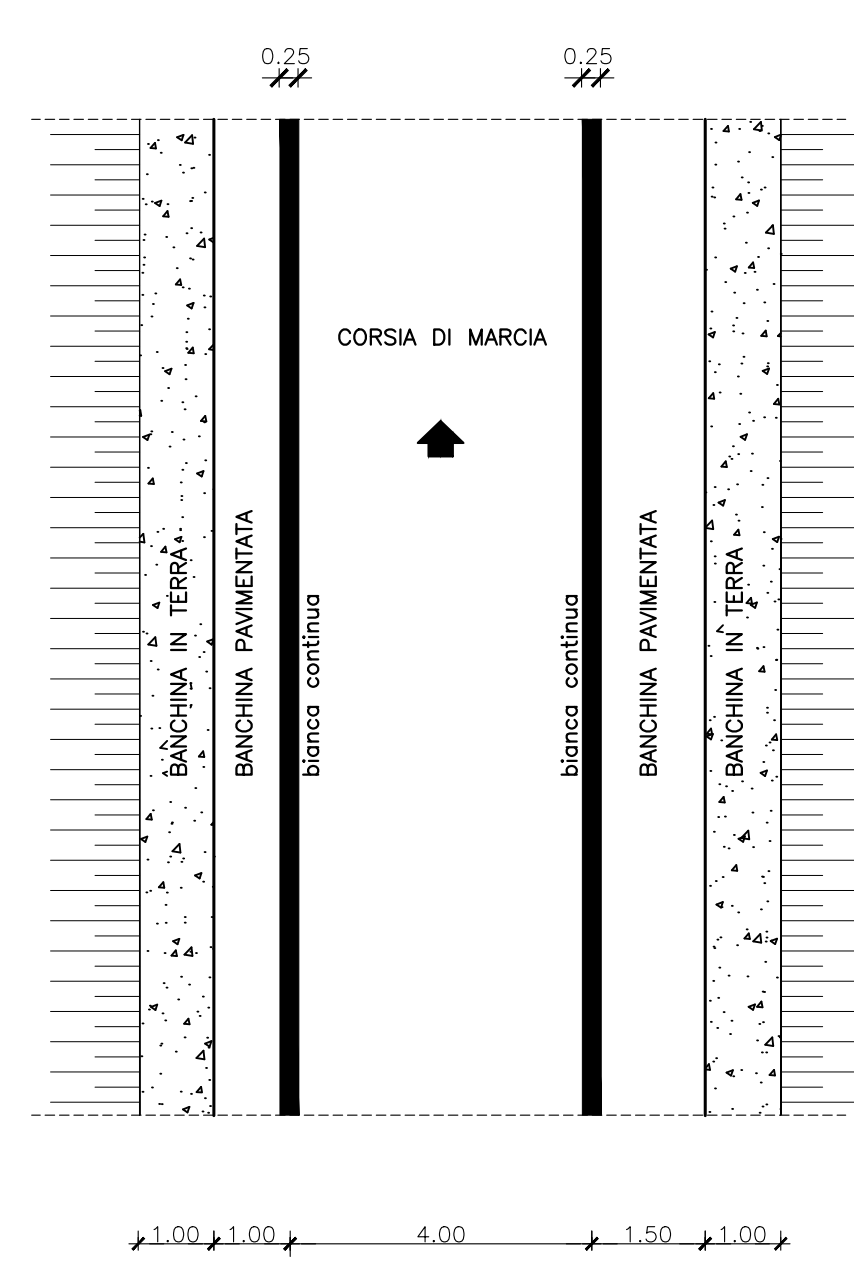 0.25
0.25
CORSIA DI MARCIA
BANCHINA IN TERRA
BANCHINA PAVIMENTATA
bianca continua
bianca continua
BANCHINA PAVIMENTATA
BANCHINA IN TERRA
1.00
1.00
4.00
1.50
1.00